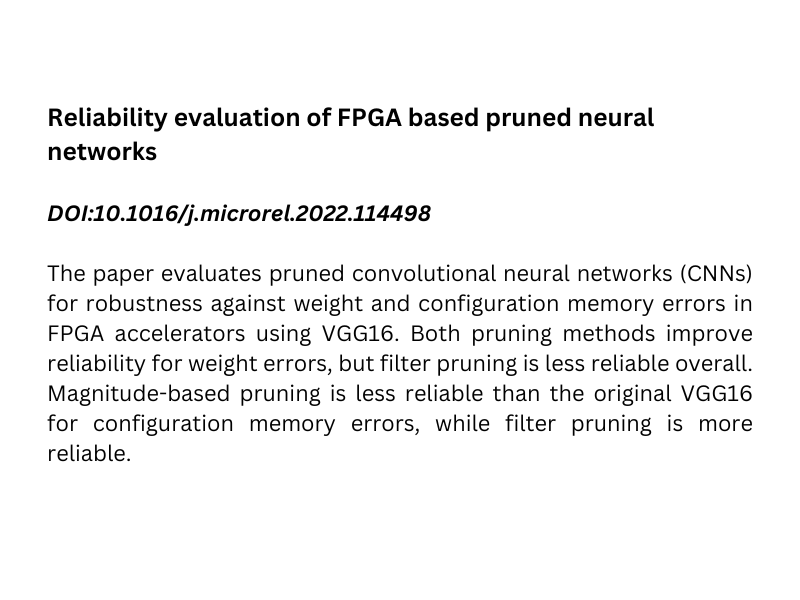 Reliability evaluation of FPGA based pruned neural
networks
DOI:10.1016/j.microrel.2022.114498
The paper evaluates pruned convolutional neural networks (CNNs)
for robustness against weight and configuration memory errors in
FPGA accelerators using VGG16. Both pruning methods improve
reliability for weight errors, but filter pruning is less reliable overall.
Magnitude-based pruning is less reliable than the original VGG16
for configuration memory errors, while filter pruning is more
reliable.